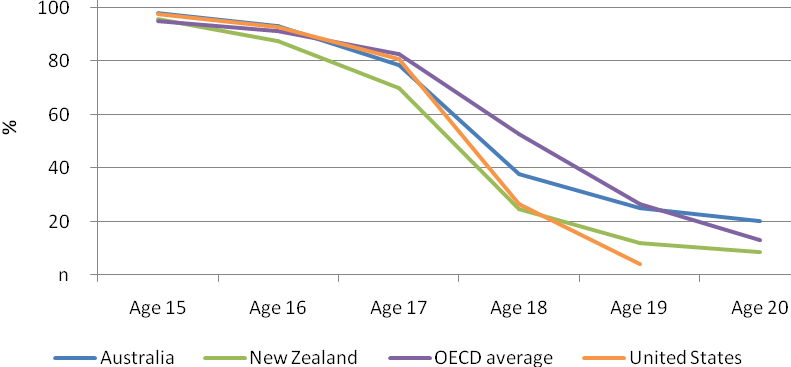 100
80
60
40
20
n
%
Age 15 Age 16 Age 17 Age 18 Age 19 Age 20
Australia New Zealand OECD average United States